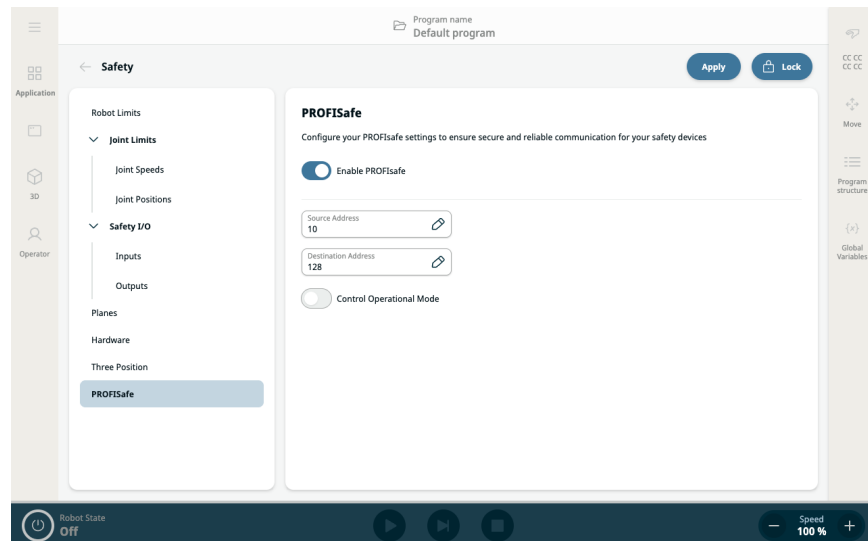 Program name
Default program
Safety
Apply
Lock
Application
3D
Operator
Robot Limits
Joint Limits
Joint Speeds
Joint Positions
Safety I/O
Inputs
Outputs
Planes
Hardware
Three Position
PROFISafe
PROFISafe
Configure your PROFIsafe settings to ensure secure and reliable communication for your safety devices
Enable PROFIsafe
Source Address
10
Destination Address
128
Control Operational Mode
CC CC
CC CC
Move
Program
structure
Global
Variables
Robot State
Off
Speed
100 %